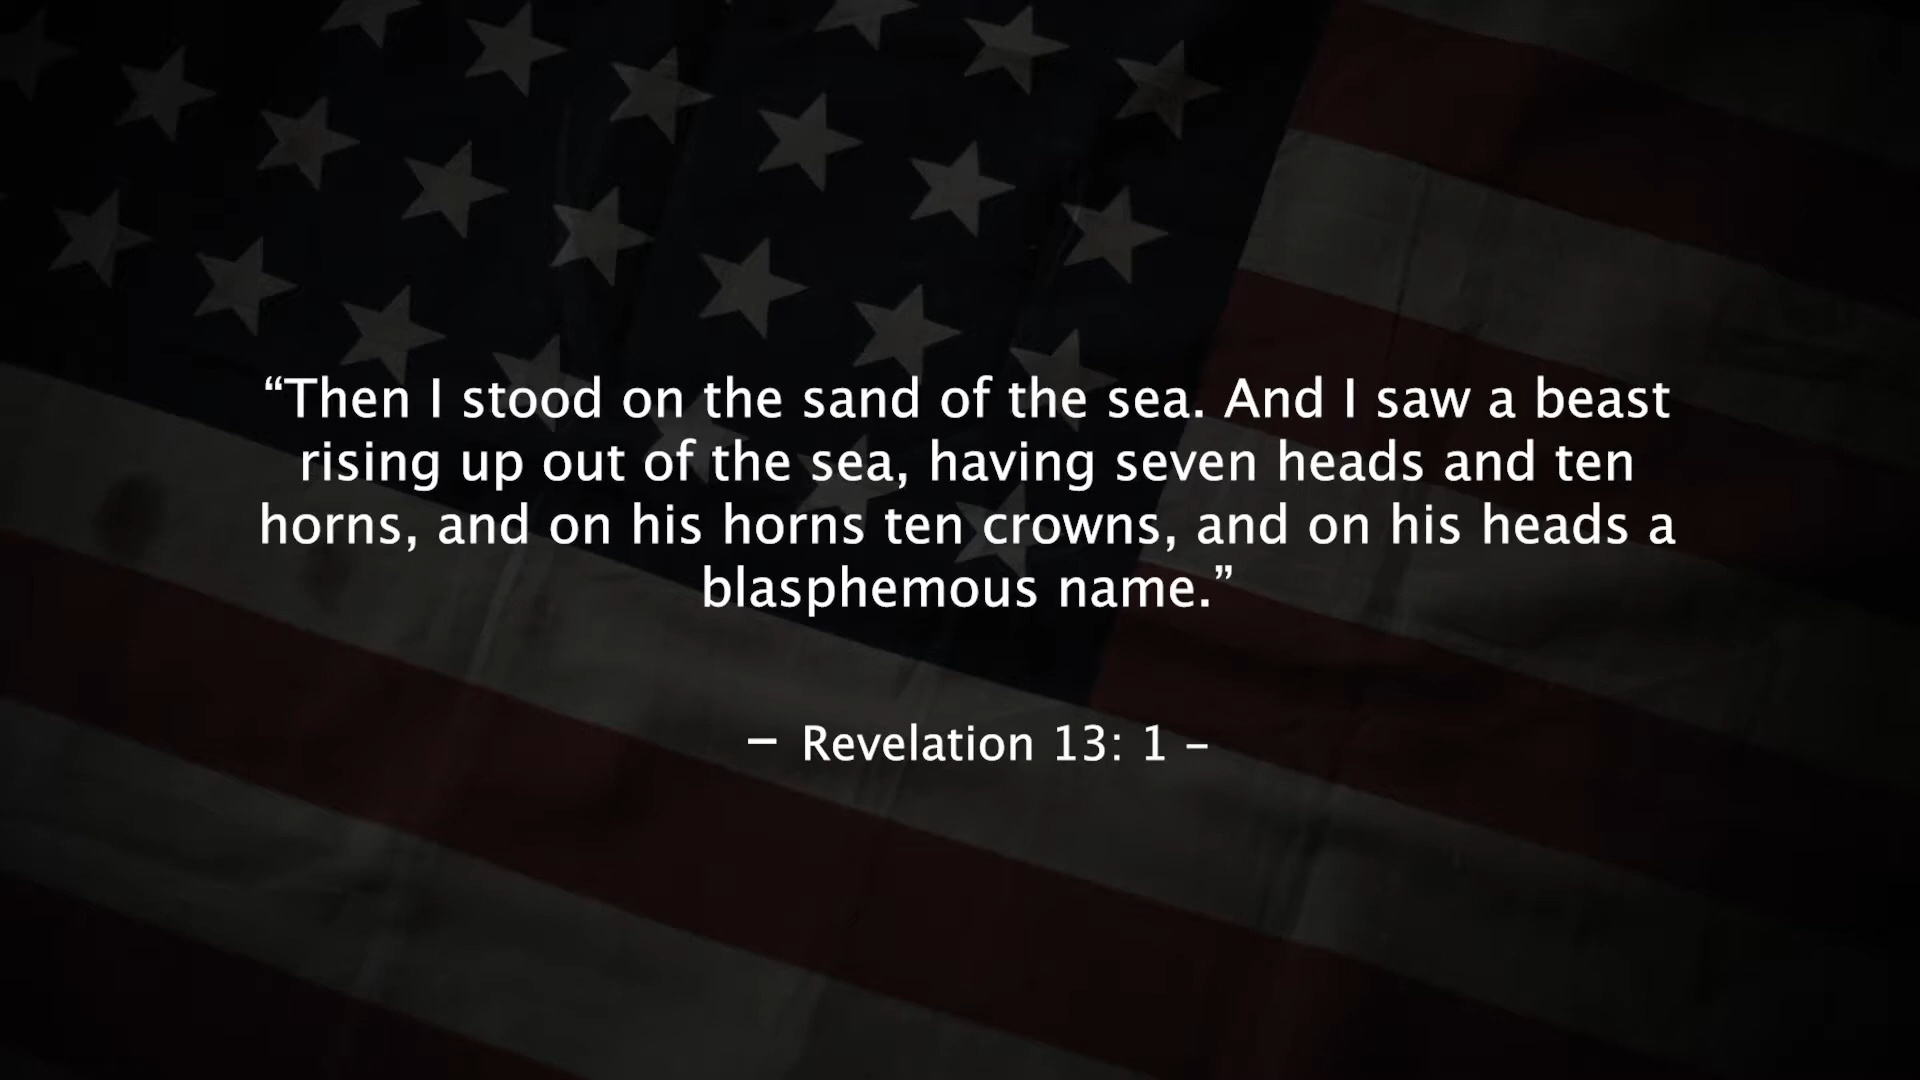 “Then I stood on the sand of the sea. And I saw a beast
rising up out of the sea, having seven heads and ten
horns, and on his horns ten crowns, and on his heads a
blasphemous name.”
– Revelation 13: 1 –